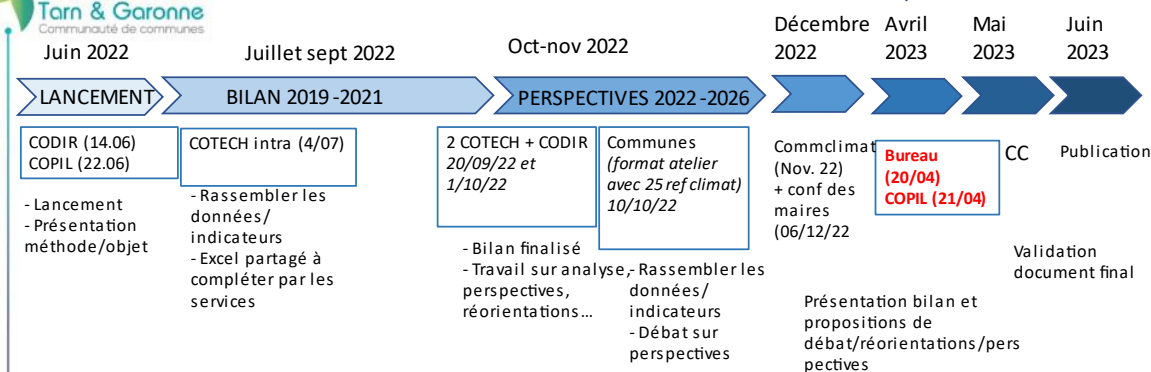 Tarn & Garonne
Communauté de communes
Juin 2022
Juillet sept 2022
Oct-nov 2022
Décembre
2022
Avril
2023
Mai
2023
Juin
2023
LANCEMENT
BILAN 2019 -2021
PERSPECTIVES 2022 -2026
CODIR (14.06)
COPIL (22.06)
- Lancement
- Présentation
méthode/objet
COTECH intra (4/07)
- Rassembler les
données/
indicateurs
- Excel partagé à
compléter par les
services
2 COTECH + CODIR
20/09/22 et
1/10/22
- Bilan finalisé
- Travail sur analyse,
perspectives,
réorientations...
Communes
(format atelier
avec 25 ref climat)
10/10/22
- Rassembler les
données/
indicateurs
- Débat sur
perspectives
Commclimat
(Nov. 22)
+ conf des
maires
(06/12/22
Bureau
(20/04)
COPIL (21/04)
CC
Publication
Validation
document final
Présentation bilan et
propositions de
débat/réorientations/pers
pectives